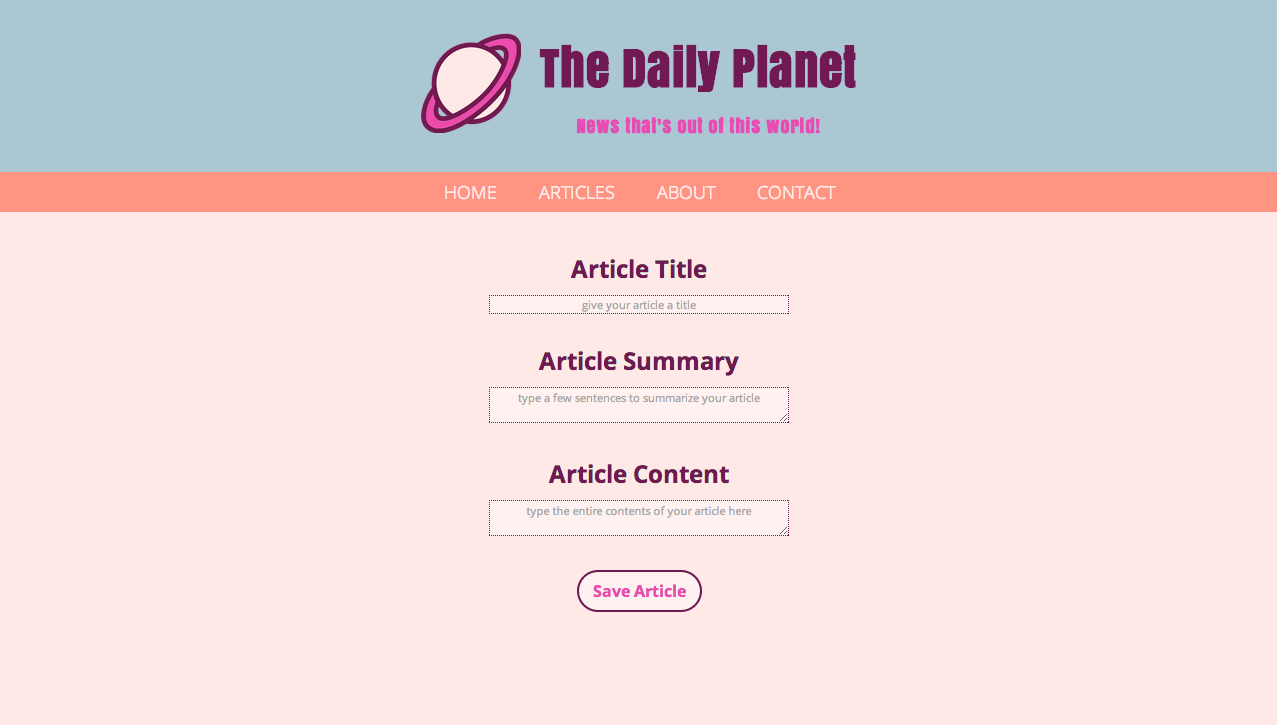 The Daily Planet
News that's out of this world!
HOME ARTICLES ABOUT CONTACT
Article Title
give your article a title
Article Summary
type a few sentences to summarize your article
Article Content
type the entire contents of your article here
Save Article